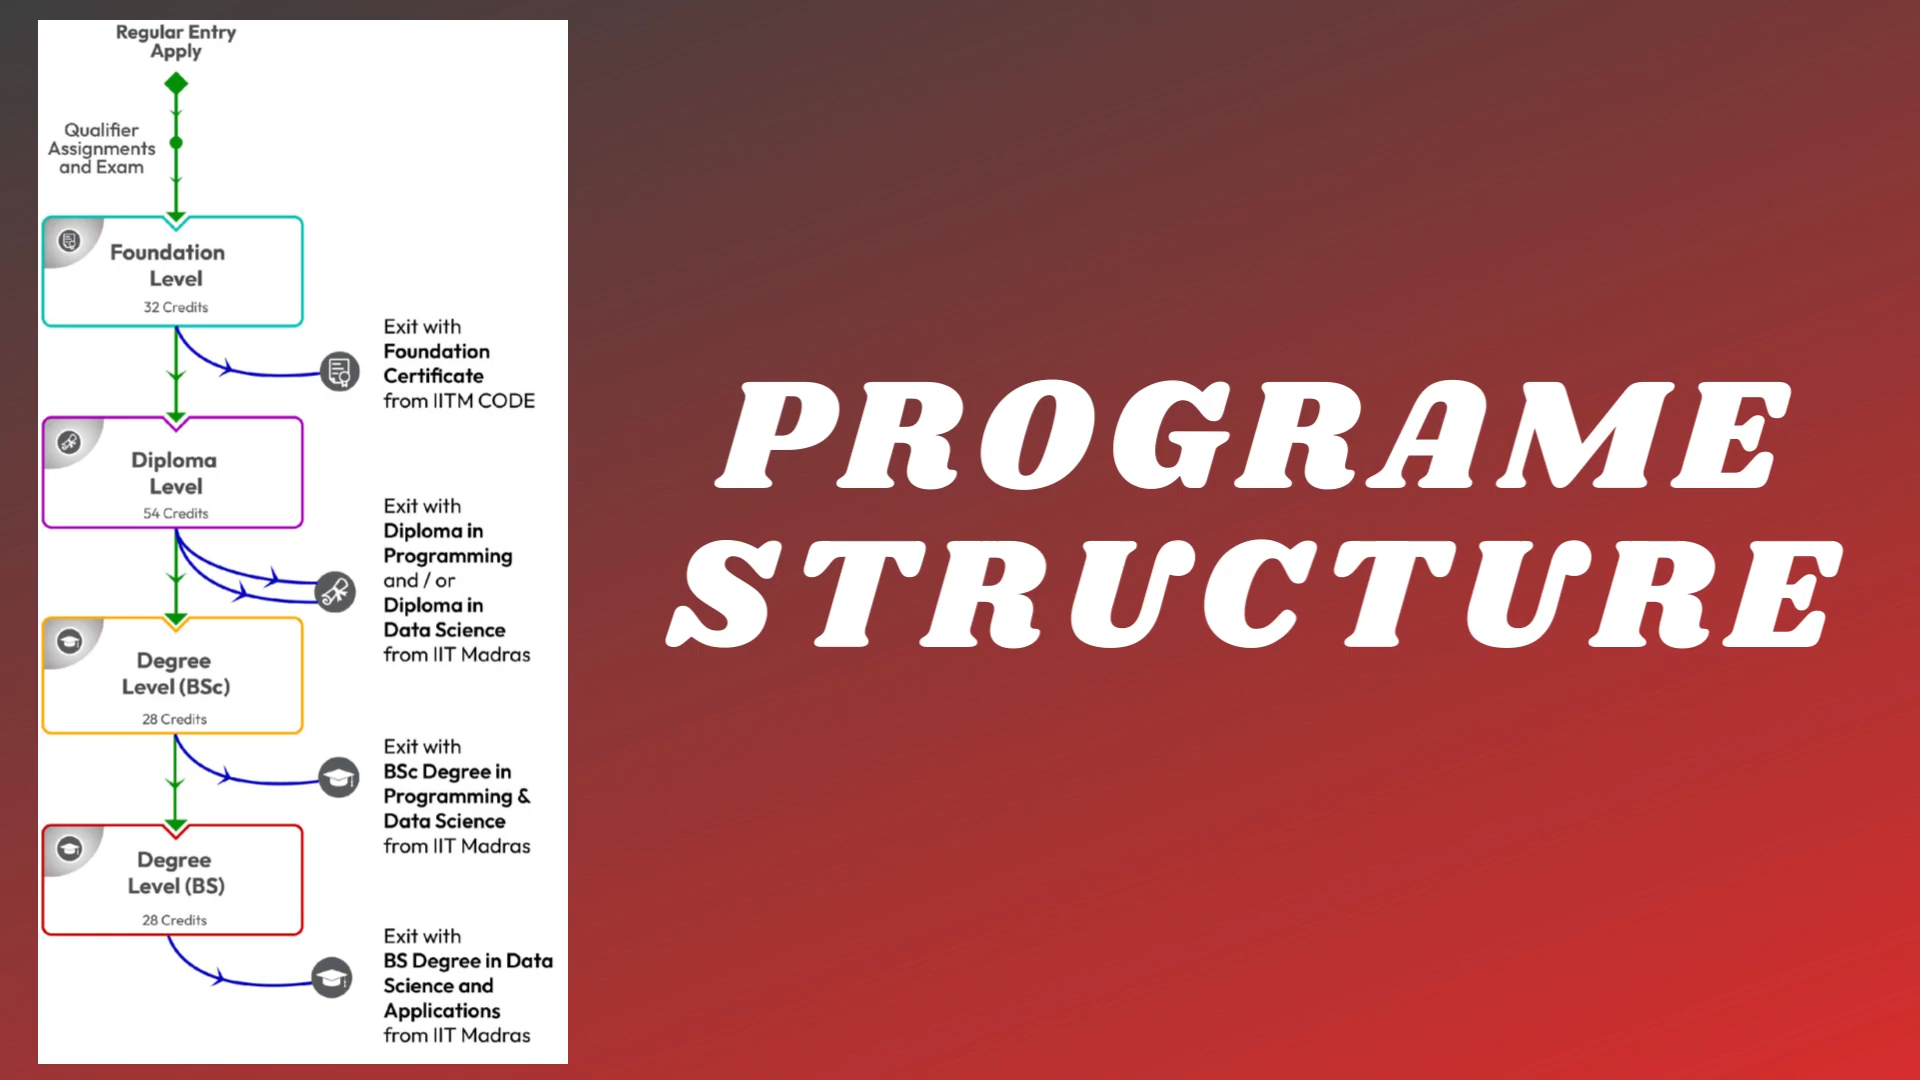 Regular Entry
Apply
Qualifier
Assignments
and Exam
Foundation
Level
32 Credits
Exit with
Foundation
Certificate
from IITM CODE
Diploma
Level
54 Credits
Exit with
Diploma in
Programming
and / or
Diploma in
Data Science
from IIT Madras
Degree
Level (BSc)
28 Credits
Exit with
BSc Degree in
Programming &
Data Science
from IIT Madras
Degree
Level (BS)
28 Credits
Exit with
BS Degree in Data
Science and
Applications
from IIT Madras
PROGRAME
STRUCTURE